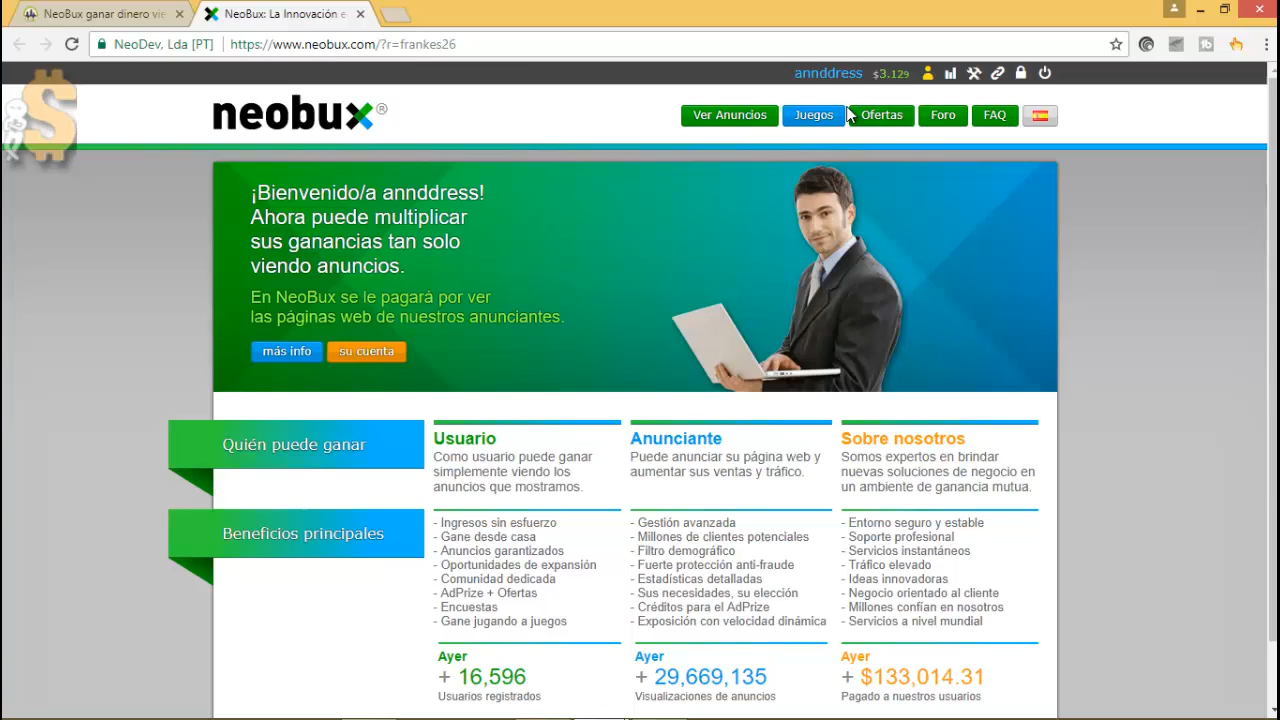 NeoBux ganar dinero vie
NeoBux: La Innovación e
NeoDev, Lda [PT]
https://www.neobux.com/?r=frankes26
annddress $3.129
neobux®
Ver Anuncios
Juegos
Ofertas
Foro
FAQ
¡Bienvenido/a annddress!
Ahora puede multiplicar
sus ganancias tan solo
viendo anuncios.
En NeoBux se le pagará por ver
las páginas web de nuestros anunciantes.
más info
su cuenta
Quién puede ganar
Usuario
Como usuario puede ganar
simplemente viendo los
anuncios que mostramos.
Anunciante
Puede anunciar su página web y
aumentar sus ventas y tráfico.
Sobre nosotros
Somos expertos en brindar
nuevas soluciones de negocio en
un ambiente de ganancia mutua.
Beneficios principales
- Ingresos sin esfuerzo
- Gane desde casa
- Anuncios garantizados
- Oportunidades de expansión
- Comunidad dedicada
- AdPrize + Ofertas
- Encuestas
- Gane jugando a juegos
- Gestión avanzada
- Millones de clientes potenciales
- Filtro demográfico
- Fuerte protección anti-fraude
- Estadísticas detalladas
- Sus necesidades, su elección
- Créditos para el AdPrize
- Exposición con velocidad dinámica
- Entorno seguro y estable
- Soporte profesional
- Servicios instantáneos
- Tráfico elevado
- Ideas innovadoras
- Negocio orientado al cliente
- Millones confían en nosotros
- Servicios a nivel mundial
Ayer
+ 16,596
Usuarios registrados
Ayer
+ 29,669,135
Visualizaciones de anuncios
Ayer
+ $133,014.31
Pagado a nuestros usuarios